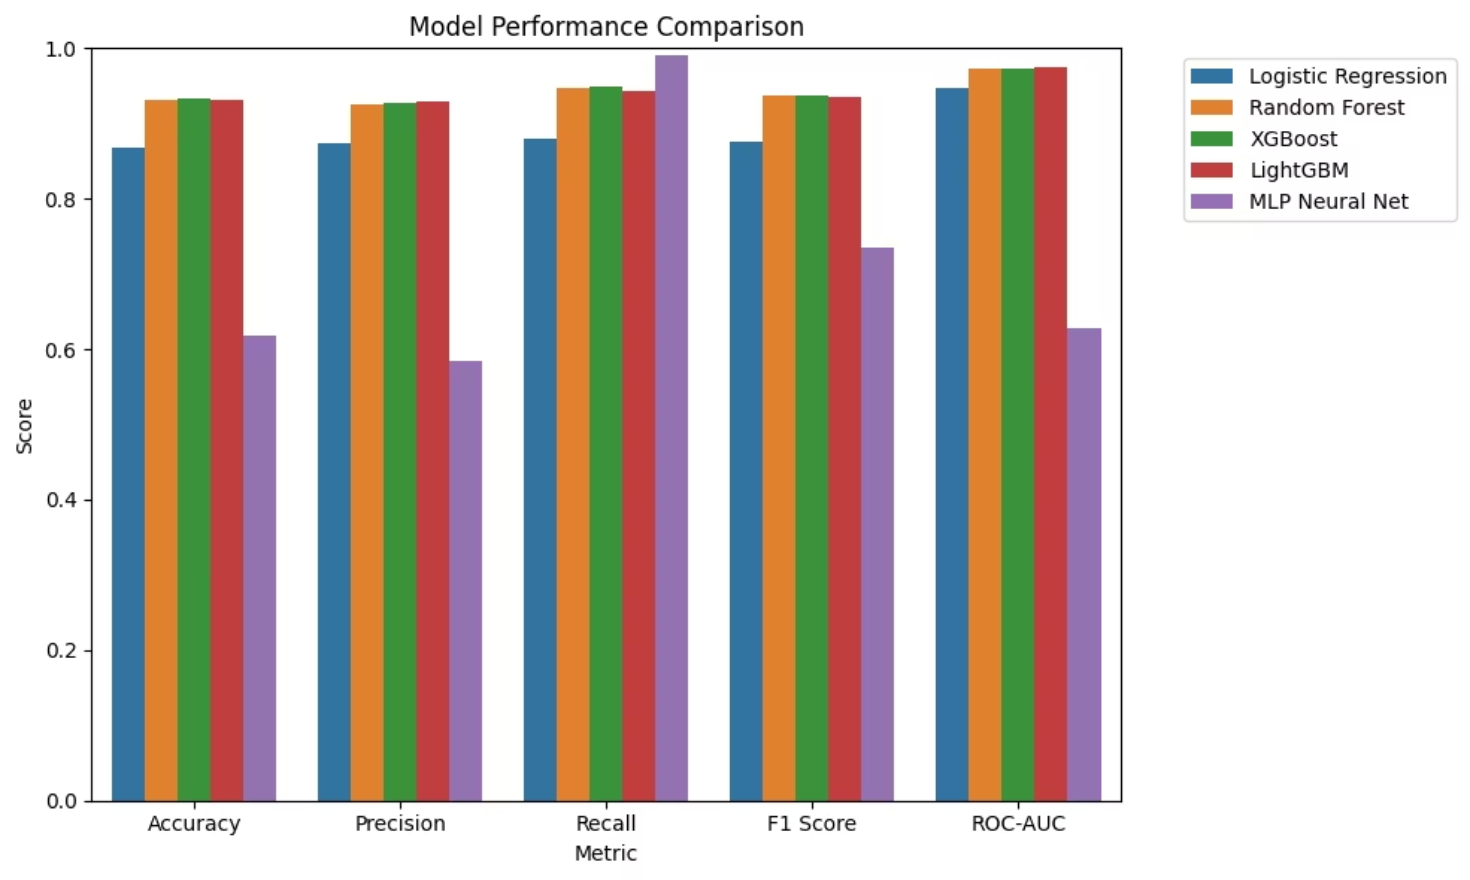 Model Performance Comparison
1.0
0.8
0.6
0.4
0.2
0.0
Score
Accuracy Precision Recall F1 Score ROC-AUC
Metric
Logistic Regression
Random Forest
XGBoost
LightGBM
MLP Neural Net